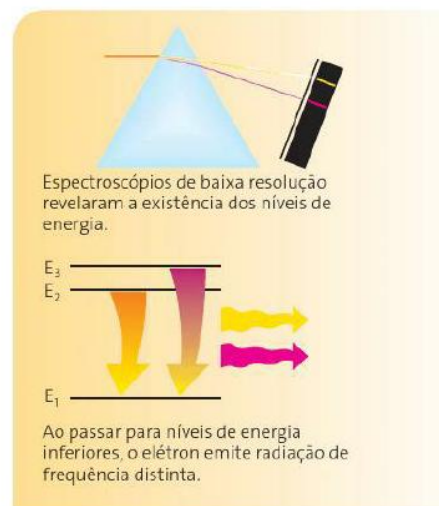 Espectroscópios de baixa resolução
revelaram a existência dos níveis de
energia.
E₃
E₂
E₁
Ao passar para níveis de energia
inferiores, o elétron emite radiação de
frequência distinta.